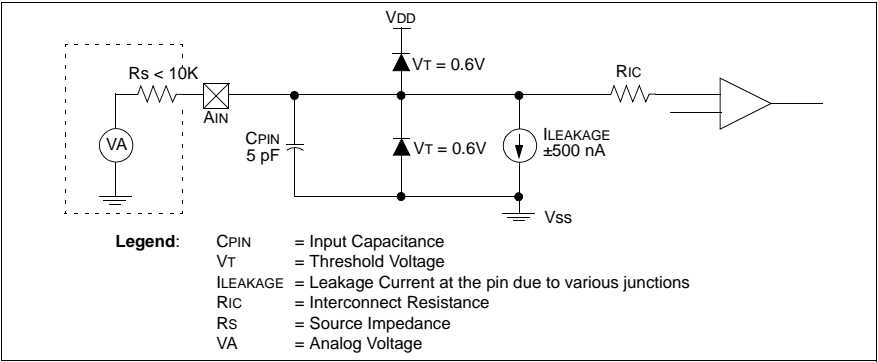 VDD
VT = 0.6V
RS < 10K
RIC
AIN
VA
CPIN
5 pF
VT = 0.6V
ILEAKAGE
±500 nA
VSS
Legend:
CPIN = Input Capacitance
VT = Threshold Voltage
ILEAKAGE = Leakage Current at the pin due to various junctions
RIC = Interconnect Resistance
RS = Source Impedance
VA = Analog Voltage